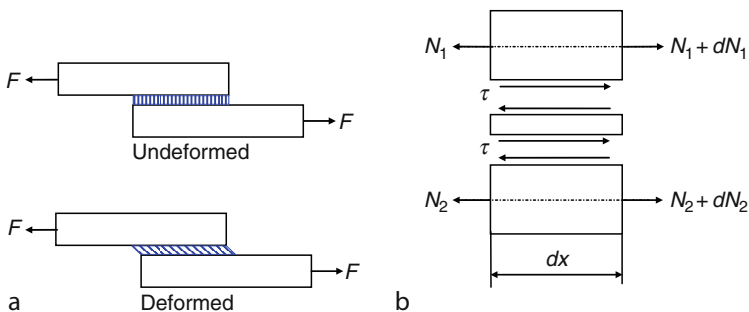 F
F
Undeformed
F
F
Deformed
a
N₁
N₁ + dN₁
τ
τ
N₂
N₂ + dN₂
dx
b